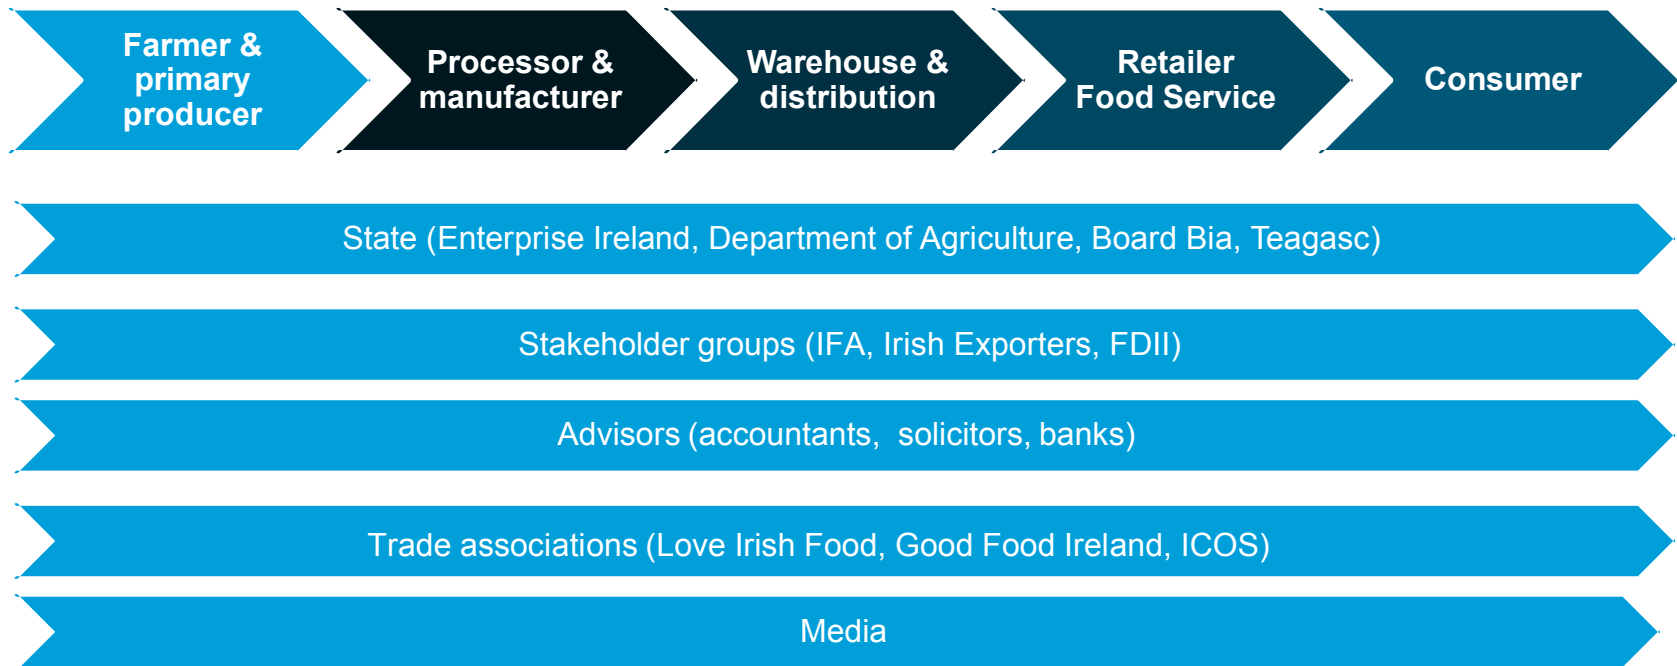 Farmer &
primary
producer
Processor &
manufacturer
Warehouse &
distribution
Retailer
Food Service
Consumer
State (Enterprise Ireland, Department of Agriculture, Board Bia, Teagasc)
Stakeholder groups (IFA, Irish Exporters, FDII)
Advisors (accountants,  solicitors, banks)
Trade associations (Love Irish Food, Good Food Ireland, ICOS)
Media